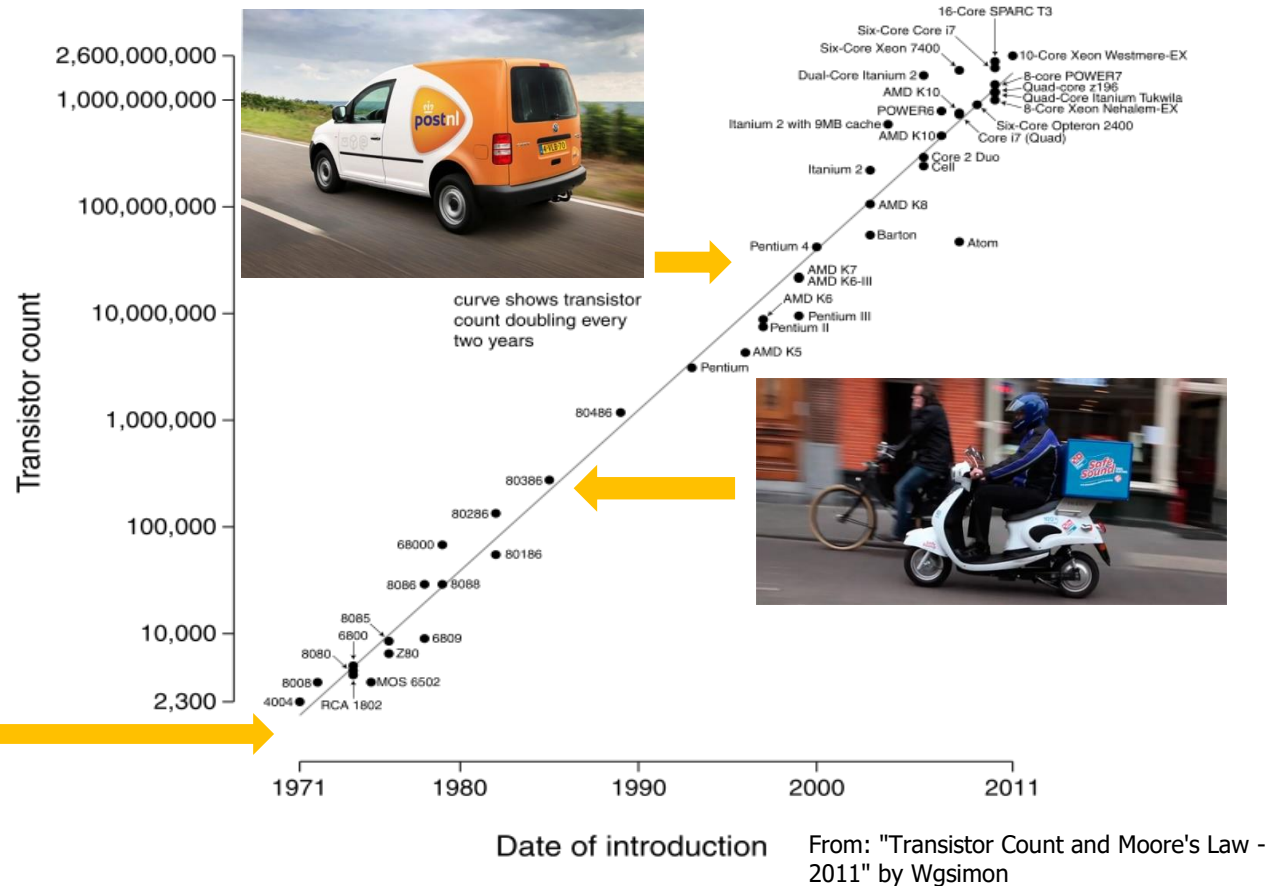 16-Core SPARC T3
Six-Core Core i7
Six-Core Xeon 7400
10-Core Xeon Westmere-EX
Dual-Core Itanium 2
8-core POWER7
Quad-core z196
AMD K10
Quad-Core Itanium Tukwila
POWER6
8-Core Xeon Nehalem-EX
Itanium 2 with 9MB cache
Six-Core Opteron 2400
AMD K10
Core i7 (Quad)
Core 2 Duo
Itanium 2
Cell
AMD K8
Barton
Pentium 4
Atom
AMD K7
AMD K6-III
AMD K6
Pentium III
Pentium II
AMD K5
Pentium
80486
80386
80286
68000
80186
8086
8088
8085
6800
6809
8080
Z80
8008
MOS 6502
4004
RCA 1802
2,600,000,000
1,000,000,000
100,000,000
10,000,000
1,000,000
100,000
10,000
2,300
Transistor count
postnl
4-VLB-70
curve shows transistor
count doubling every
two years
Safe
Sound
1971
1980
1990
2000
2011
Date of introduction
From: "Transistor Count and Moore's Law -
2011" by Wgsimon